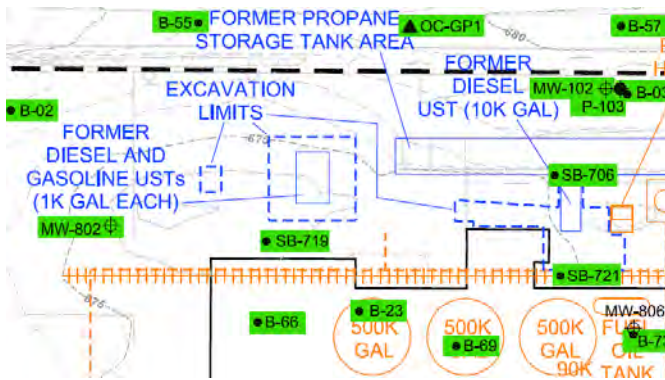 B-55
FORMER PROPANE
STORAGE TANK AREA
OC-GP1
B-57
680
FORMER
DIESEL
UST (10K GAL)
MW-102
B-03
P-103
EXCAVATION
LIMITS
B-02
FORMER
DIESEL AND
GASOLINE USTs
(1K GAL EACH)
675
SB-706
MW-802
SB-719
SB-721
675
B-66
B-23
500K
GAL
500K
B-69
500K
GAL
90K
MW-806
FUEL
OIL
TANK
B-73